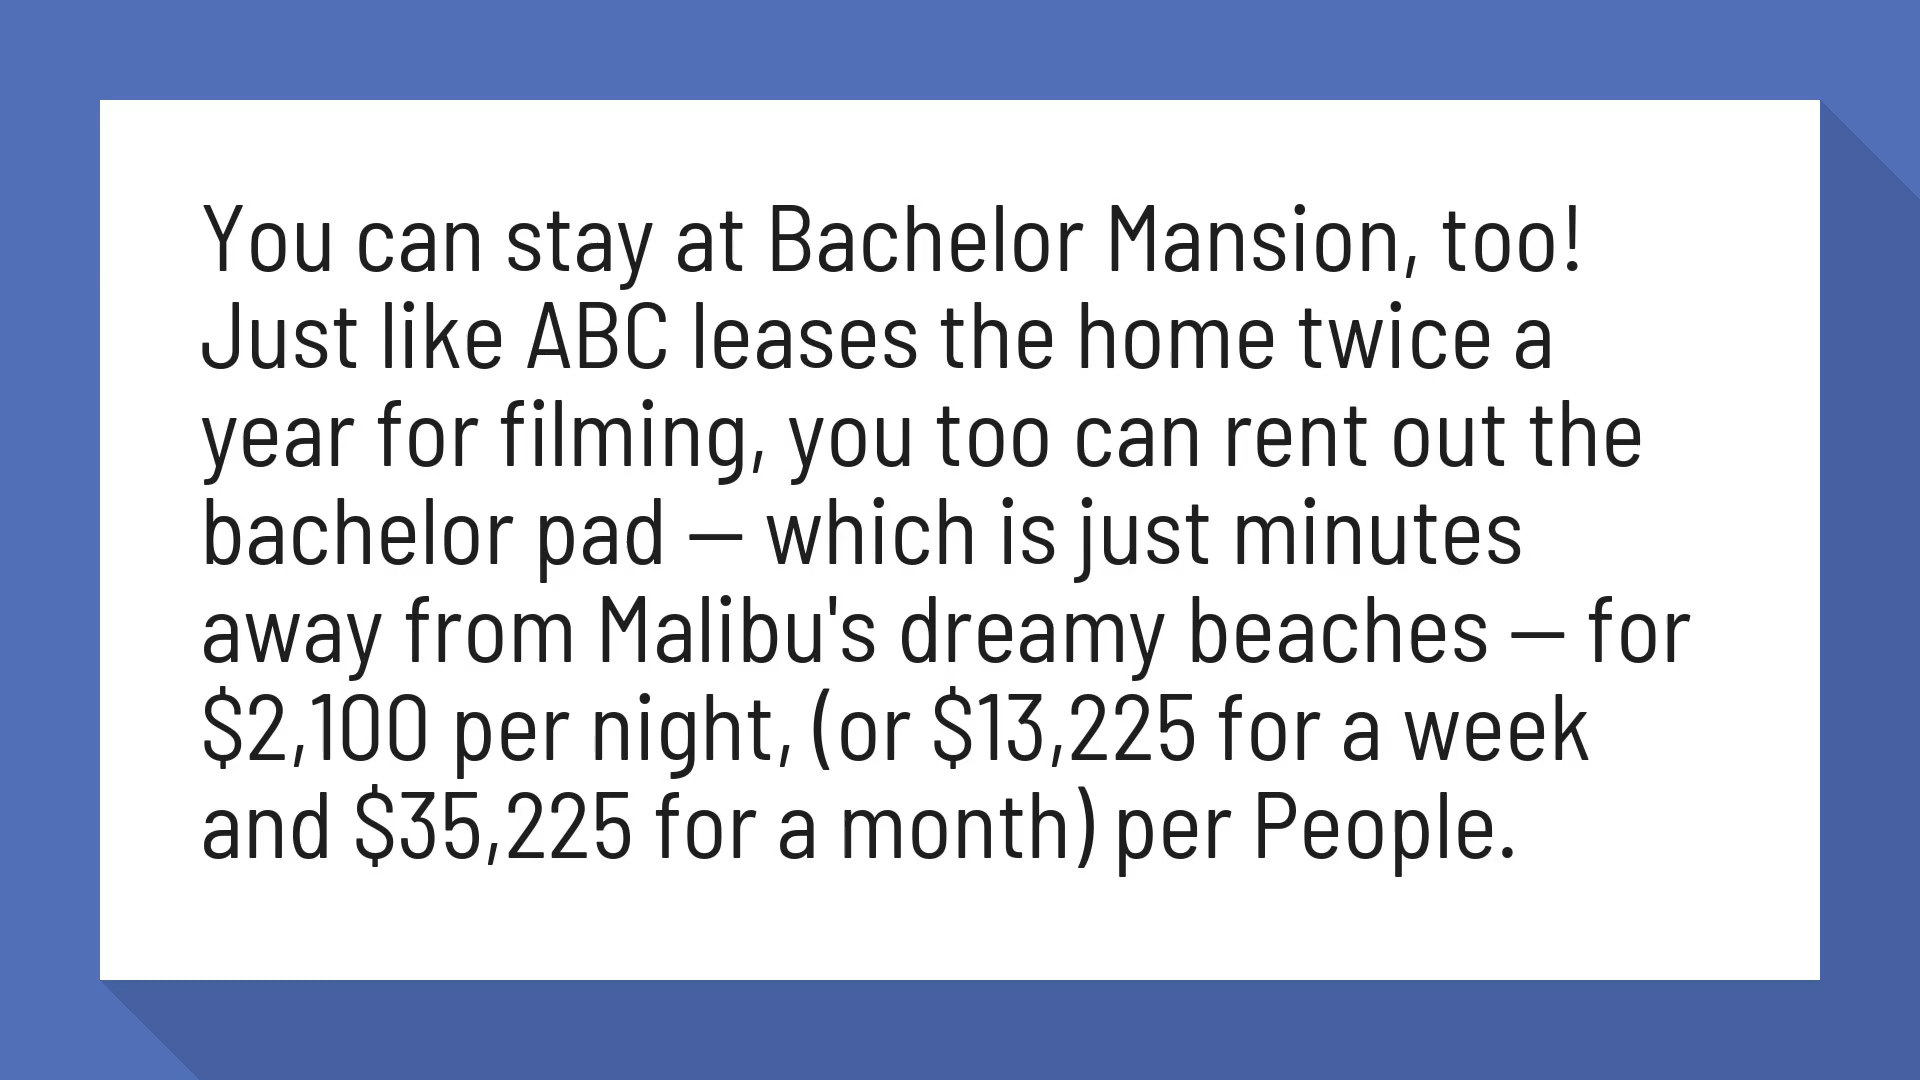 You can stay at Bachelor Mansion, too!
Just like ABC leases the home twice a
year for filming, you too can rent out the
bachelor pad — which is just minutes
away from Malibu's dreamy beaches — for
$2,100 per night, (or $13,225 for a week
and $35,225 for a month) per People.